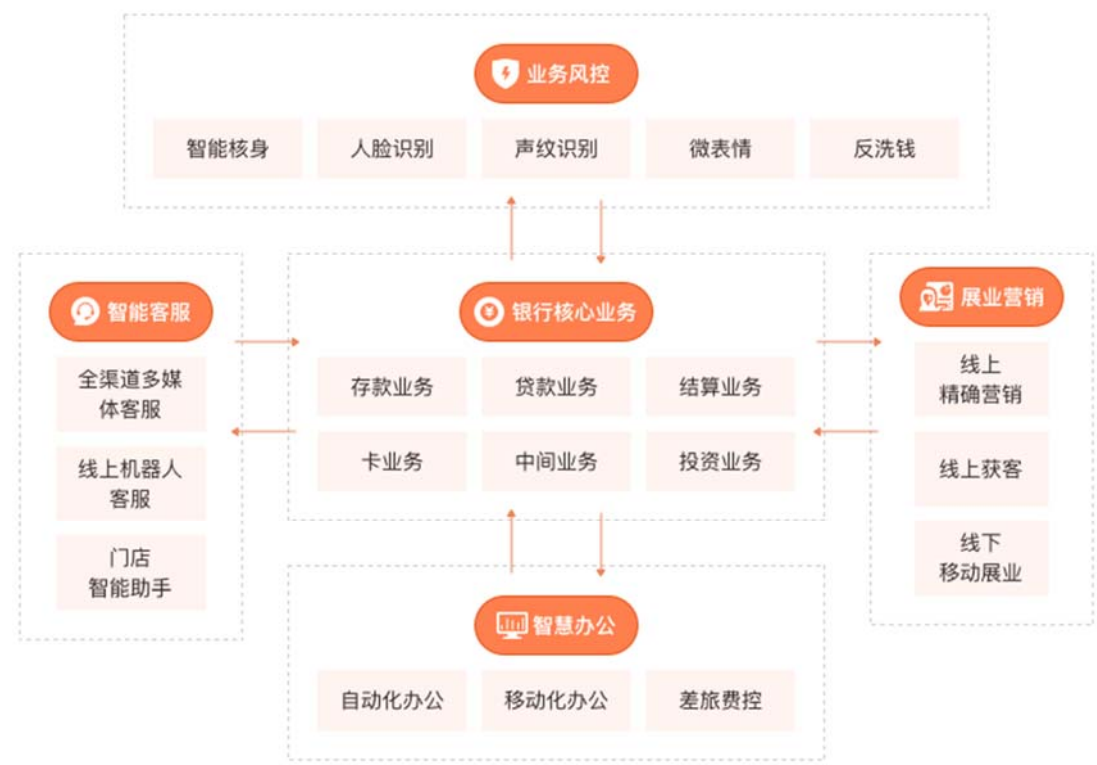 业务风控
智能核身
人脸识别
声纹识别
微表情
反洗钱
智能客服
全渠道多媒
体客服
线上机器人
客服
门店
智能助手
银行核心业务
存款业务
贷款业务
结算业务
卡业务
中间业务
投资业务
展业营销
线上
精确营销
线上获客
线下
移动展业
智慧办公
自动化办公
移动化办公
差旅费控